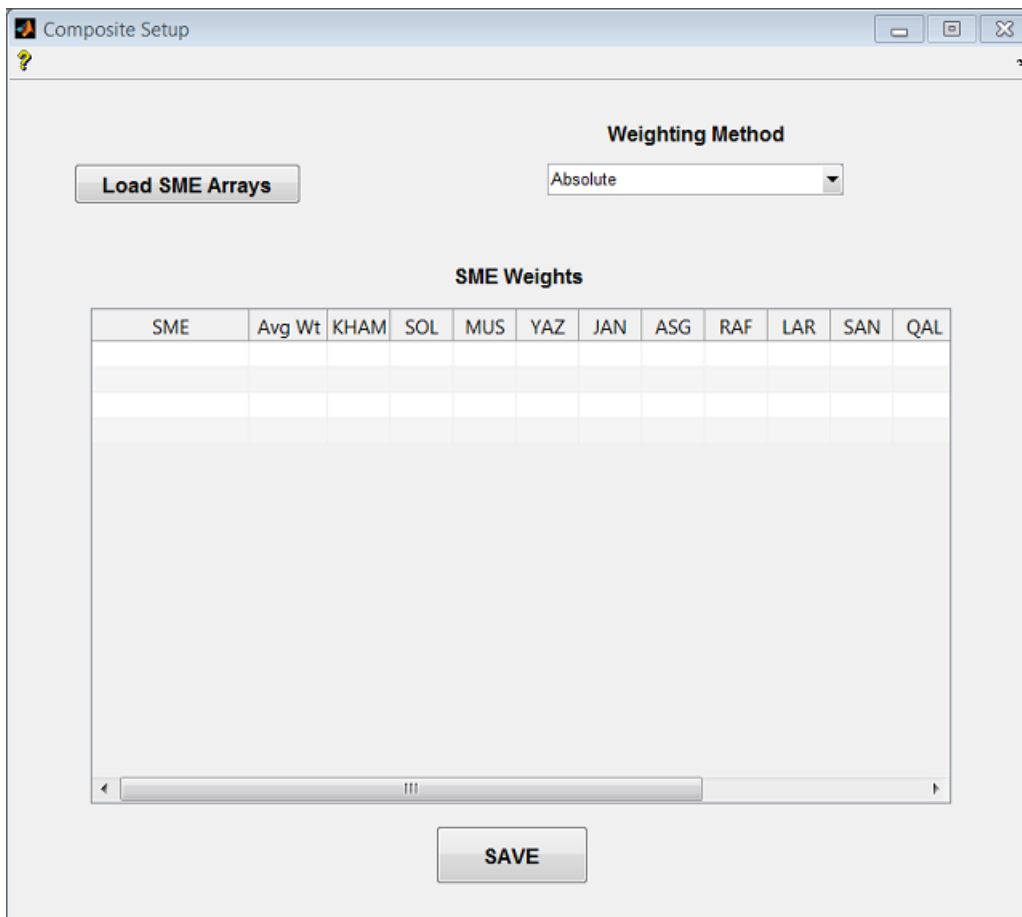 Composite Setup
Weighting Method
Load SME Arrays
Absolute
SME Weights
SME Avg Wt KHAM SOL MUS YAZ JAN ASG RAF LAR SAN QAL
SAVE